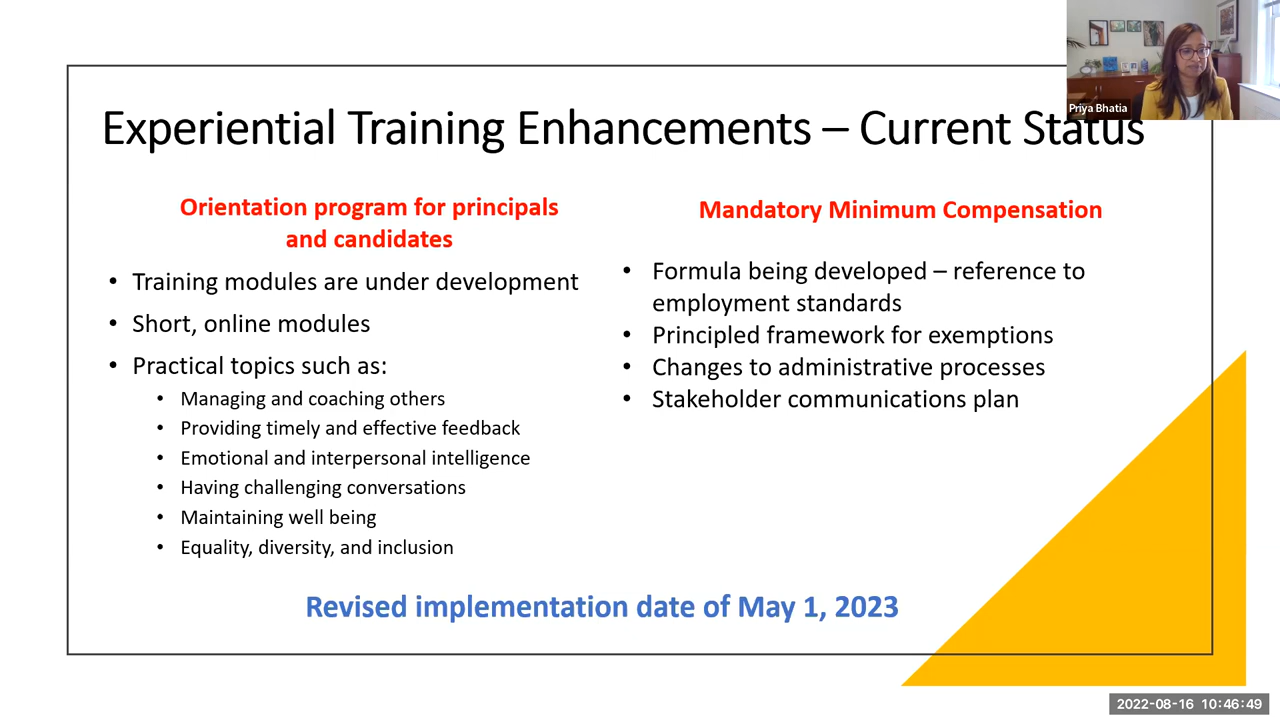 Priya Bhatia
Experiential Training Enhancements – Current Status
Orientation program for principals
and candidates
• Training modules are under development
• Short, online modules
• Practical topics such as:
• Managing and coaching others
• Providing timely and effective feedback
• Emotional and interpersonal intelligence
• Having challenging conversations
• Maintaining well being
• Equality, diversity, and inclusion
Mandatory Minimum Compensation
• Formula being developed – reference to
employment standards
• Principled framework for exemptions
• Changes to administrative processes
• Stakeholder communications plan
Revised implementation date of May 1, 2023
2022-08-16 10:46:49